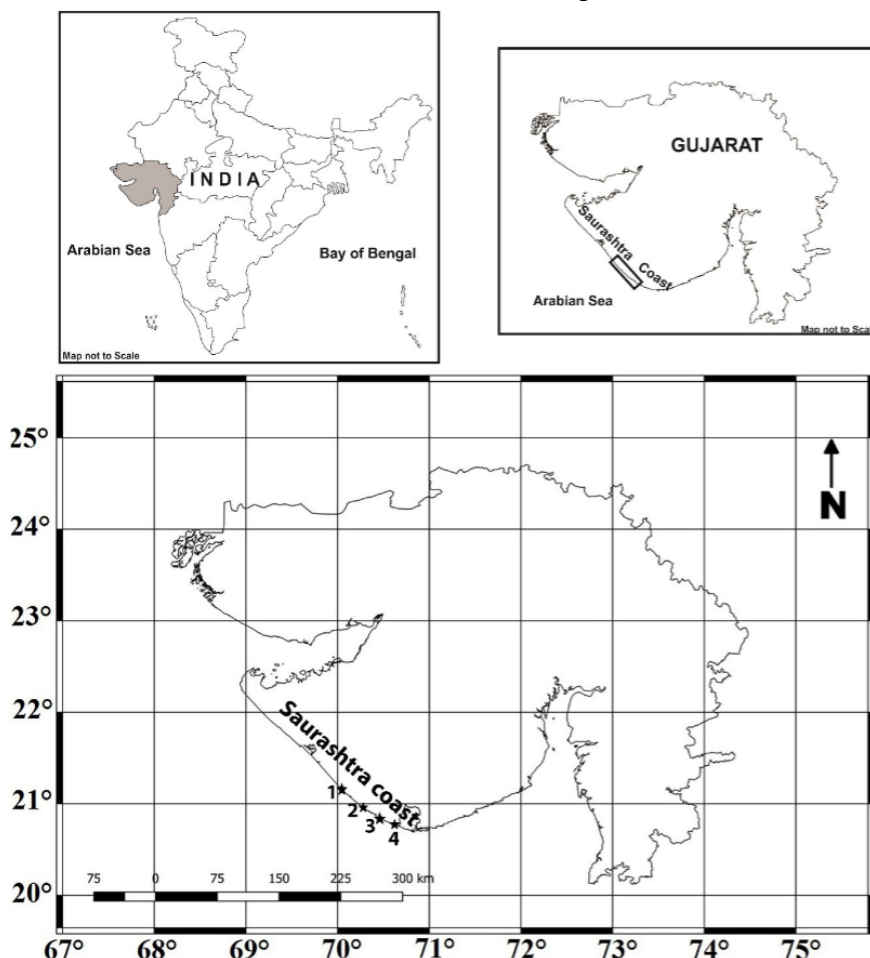 INDIA
Arabian Sea
Bay of Bengal
Map not to Scale
GUJARAT
Saurashtra Coast
Arabian Sea
Map not to Scale
25°
24°
23°
22°
21°
20°
N
Saurashtra coast
1
2
3
4
75 0 75 150 225 300 km
67° 68° 69° 70° 71° 72° 73° 74° 75°